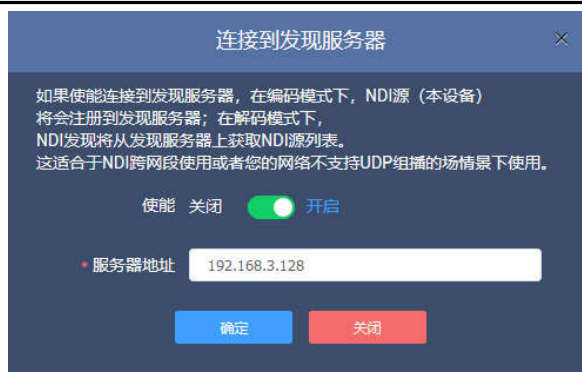 连接到发现服务器 ×
如果使能连接到发现服务器，在编码模式下，NDI源（本设备）
将会注册到发现服务器；在解码模式下，
NDI发现将从发现服务器上获取NDI源列表。
这适合于NDI跨网段使用或者您的网络不支持UDP组播的场情景下使用。
使能 关闭 开启
* 服务器地址 192.168.3.128
确定 关闭